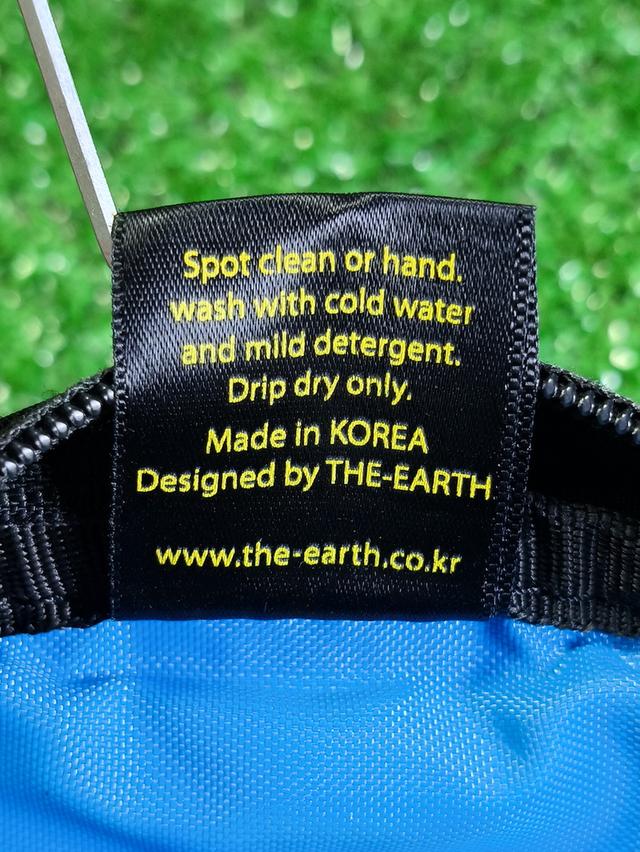 Spot clean or hand.
wash with cold water
and mild detergent.
Drip dry only.
Made in KOREA
Designed by THE-EARTH
www.the-earth.co.kr